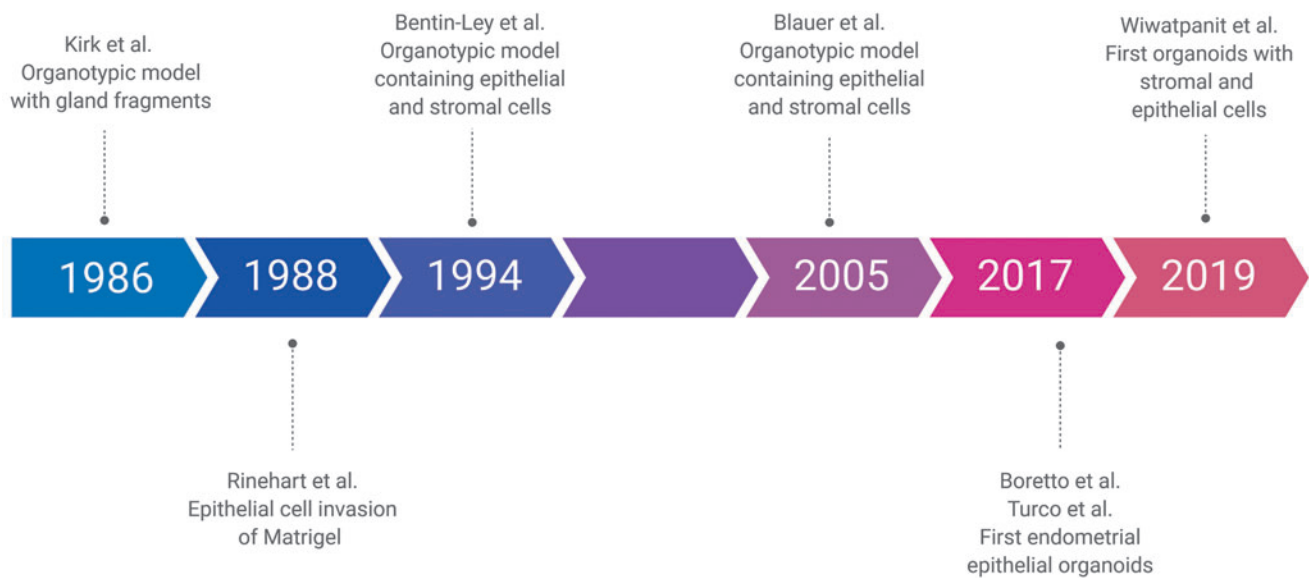 Kirk et al.
Organotypic model
with gland fragments
Bentin-Ley et al.
Organotypic model
containing epithelial
and stromal cells
Blauer et al.
Organotypic model
containing epithelial
and stromal cells
Wiwatpanit et al.
First organoids with
stromal and
epithelial cells
1986
1988
1994
2005
2017
2019
Rinehart et al.
Epithelial cell invasion
of Matrigel
Boretto et al.
Turco et al.
First endometrial
epithelial organoids